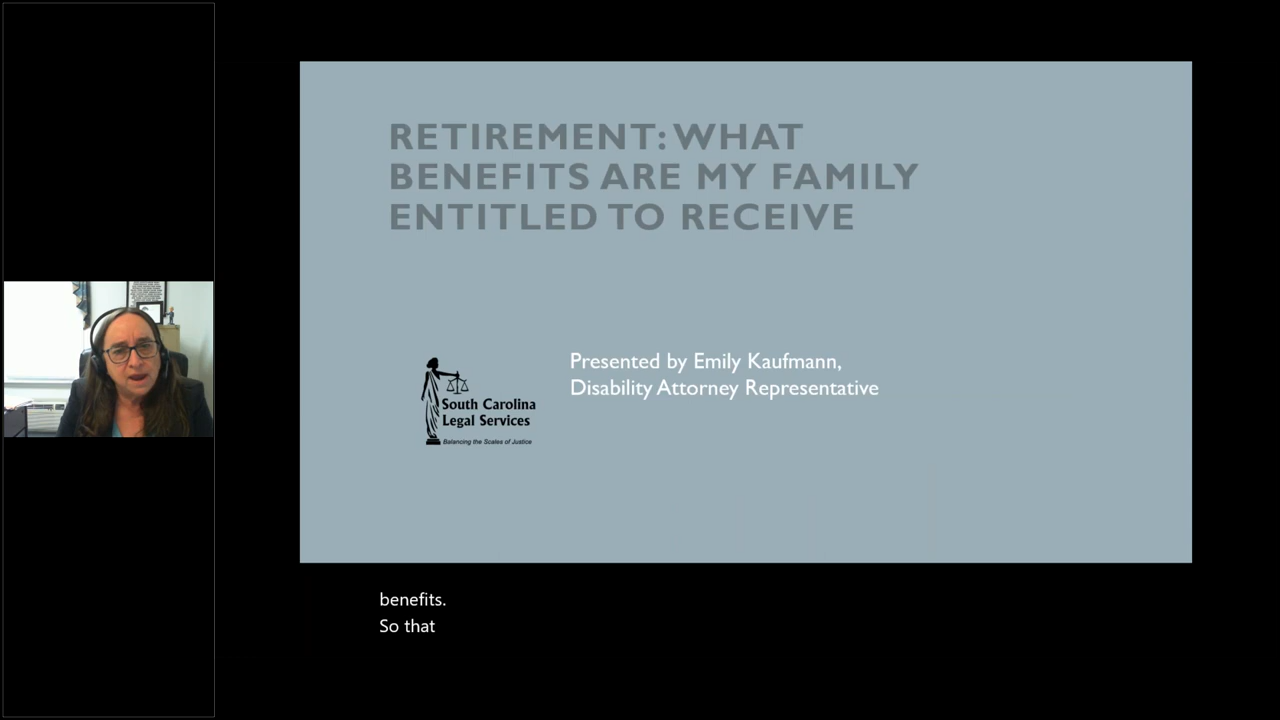 RETIREMENT: WHAT
BENEFITS ARE MY FAMILY
ENTITLED TO RECEIVE
Presented by Emily Kaufmann,
Disability Attorney Representative
South Carolina
Legal Services
Balancing the Scales of Justice
benefits.
So that